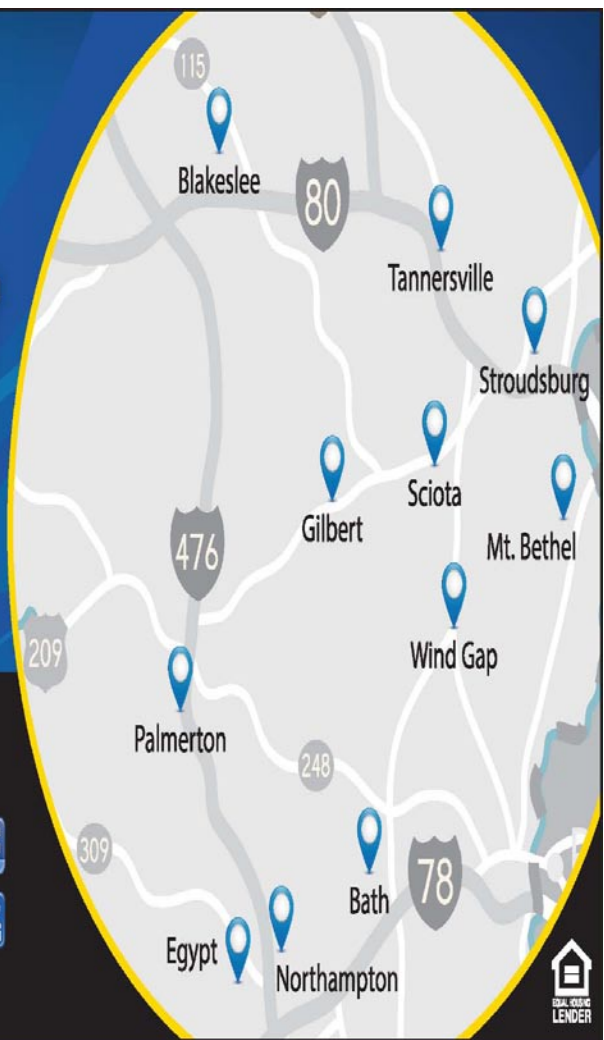 115
Blakeslee
80
Tannersville
Stroudsburg
Sciota
Gilbert
Mt. Bethel
476
Wind Gap
209
Palmerton
248
309
Bath
78
Egypt
Northampton
EQUAL HOUSING
LENDER